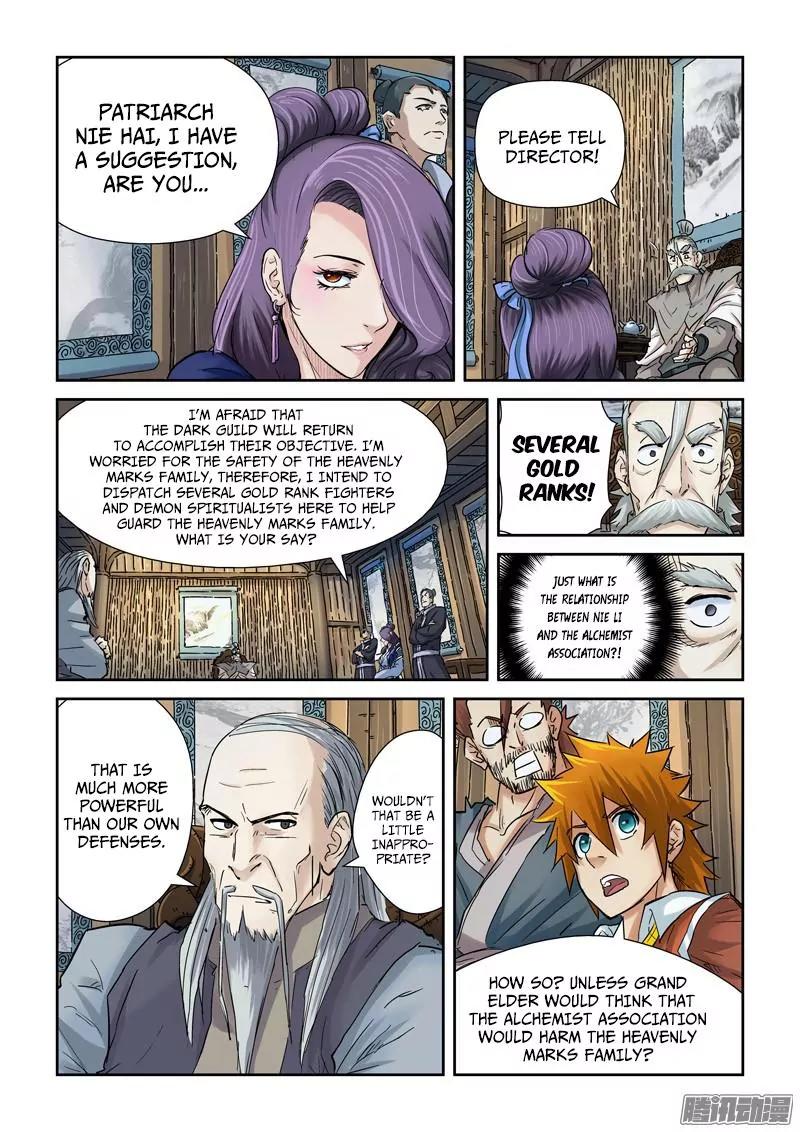 PATRIARCH
NIE HAI, I HAVE
A SUGGESTION,
ARE YOU...
PLEASE TELL
DIRECTOR!
I'M AFRAID THAT
THE DARK GUILD WILL RETURN
TO ACCOMPLISH THEIR OBJECTIVE. I'M
WORRIED FOR THE SAFETY OF THE HEAVENLY
MARKS FAMILY, THEREFORE, I INTEND TO
DISPATCH SEVERAL GOLD RANK FIGHTERS
AND DEMON SPIRITUALISTS HERE TO HELP
GUARD THE HEAVENLY MARKS FAMILY.
WHAT IS YOUR SAY?
SEVERAL
GOLD
RANKS!
JUST WHAT IS
THE RELATIONSHIP
BETWEEN NIE LI
AND THE ALCHEMIST
ASSOCIATION?!
THAT IS
MUCH MORE
POWERFUL
THAN OUR OWN
DEFENSES.
WOULDN'T
THAT BE A
LITTLE
INAPPRO-
PRIATE?
HOW SO? UNLESS GRAND
ELDER WOULD THINK THAT
THE ALCHEMIST ASSOCIATION
WOULD HARM THE HEAVENLY
MARKS FAMILY?
腾讯动漫